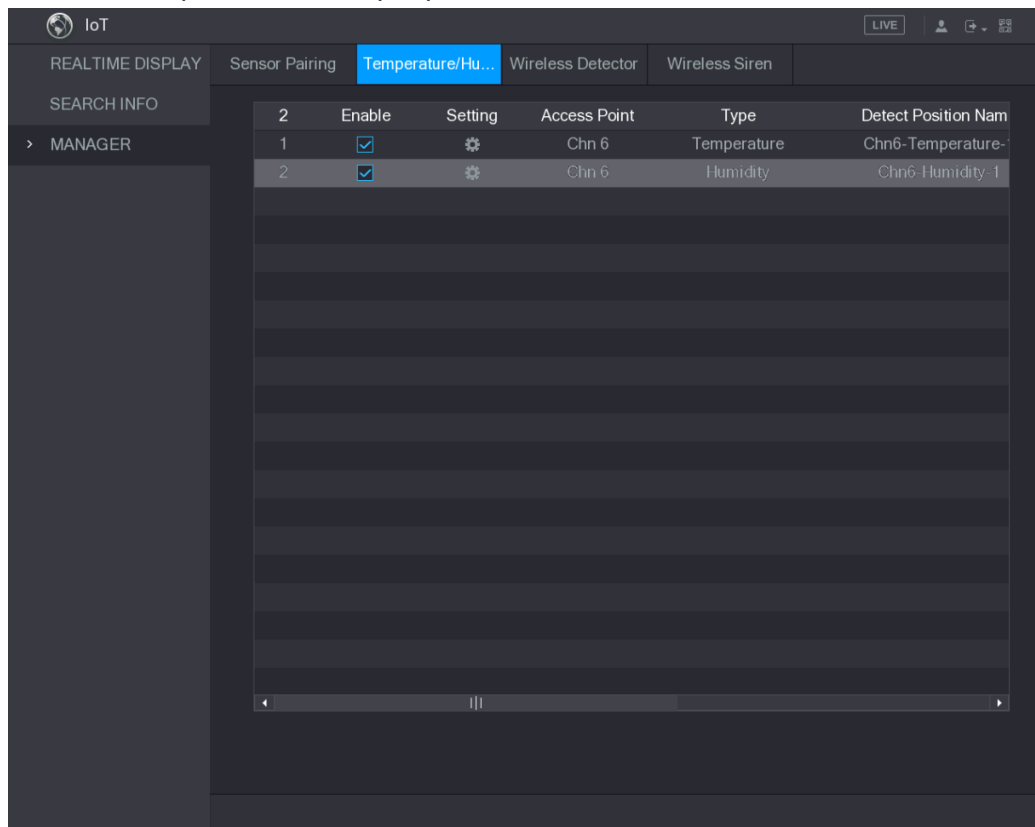 IoT
LIVE
REALTIME DISPLAY
SEARCH INFO
MANAGER
Sensor Pairing Temperature/Hu... Wireless Detector Wireless Siren
2 Enable Setting Access Point Type Detect Position Nam
1 Chn 6 Temperature Chn6-Temperature-
2 Chn 6 Humidity Chn6-Humidity-1